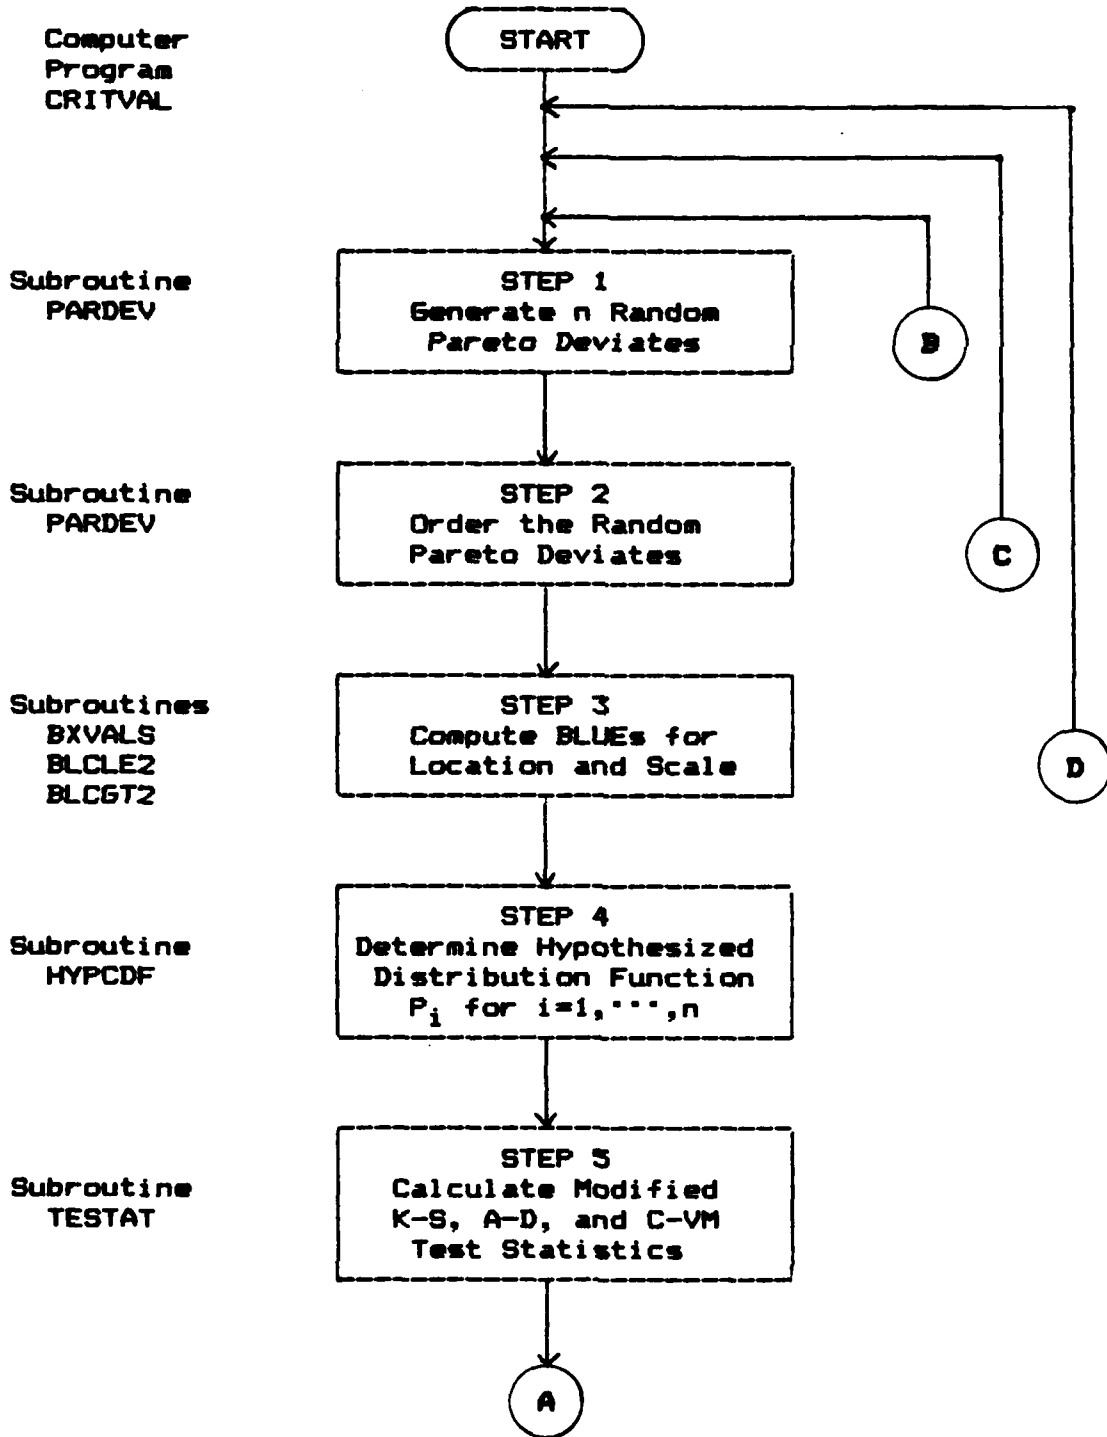 Computer
Program
CRITVAL
START
Subroutine
PARDEV
STEP 1
Generate n Random
Pareto Deviates
B
Subroutine
PARDEV
STEP 2
Order the Random
Pareto Deviates
C
Subroutines
BXVALS
BLCLE2
BLCGT2
STEP 3
Compute BLUEs for
Location and Scale
D
Subroutine
HYPCDF
STEP 4
Determine Hypothesized
Distribution Function
Pi for i=1,···,n
Subroutine
TESTAT
STEP 5
Calculate Modified
K-S, A-D, and C-VM
Test Statistics
A